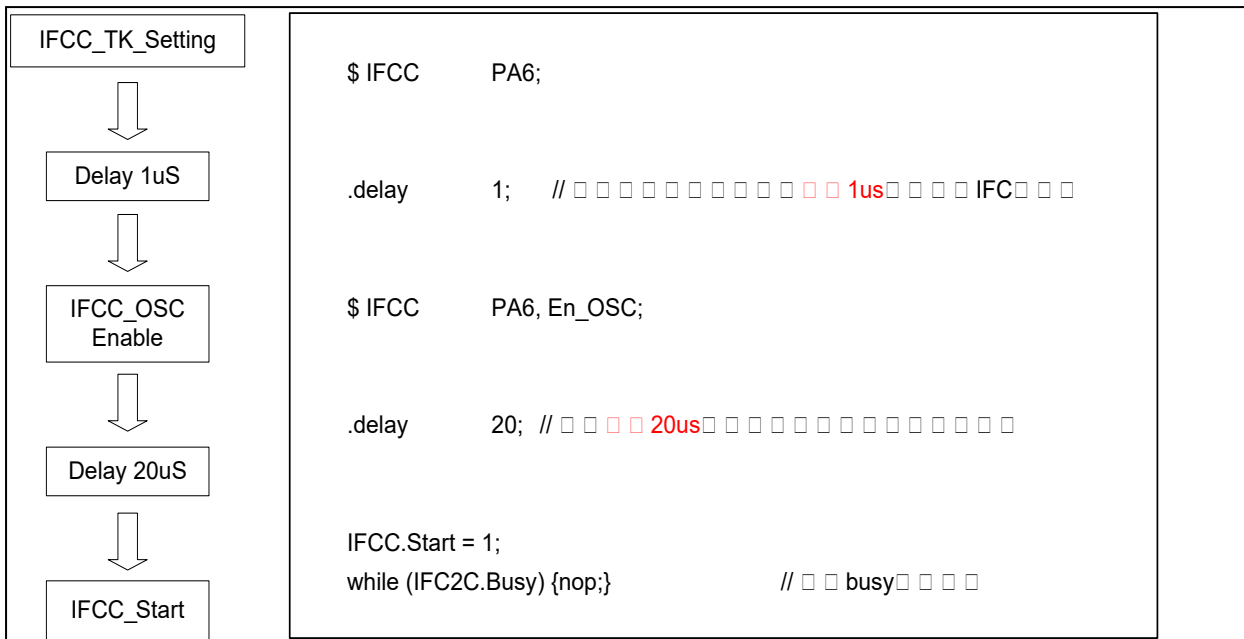 IFCC_TK_Setting
Delay 1uS
IFCC_OSC
Enable
Delay 20uS
IFCC_Start
$ IFCC PA6;
.delay 1; // 1us IFC
$ IFCC PA6, En_OSC;
.delay 20; // 20us
IFCC.Start = 1;
while (IFC2C.Busy) {nop;} // busy